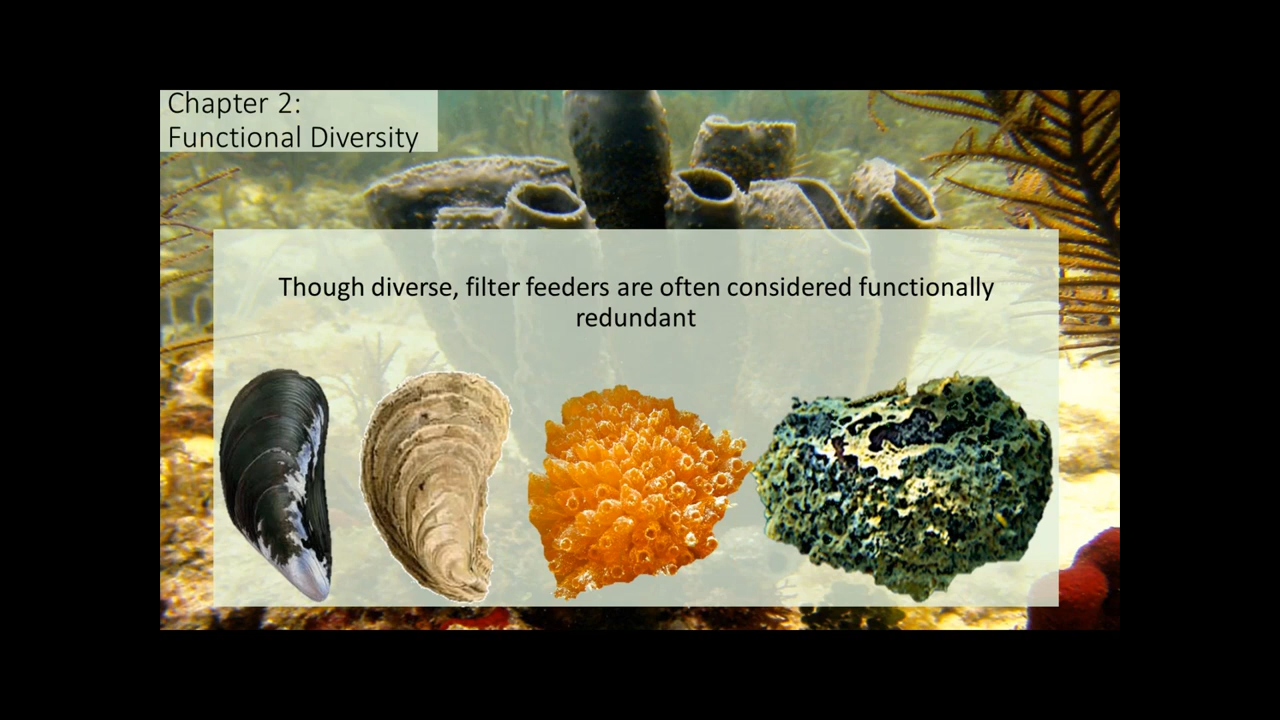 Chapter 2:
Functional Diversity
Though diverse, filter feeders are often considered functionally
redundant